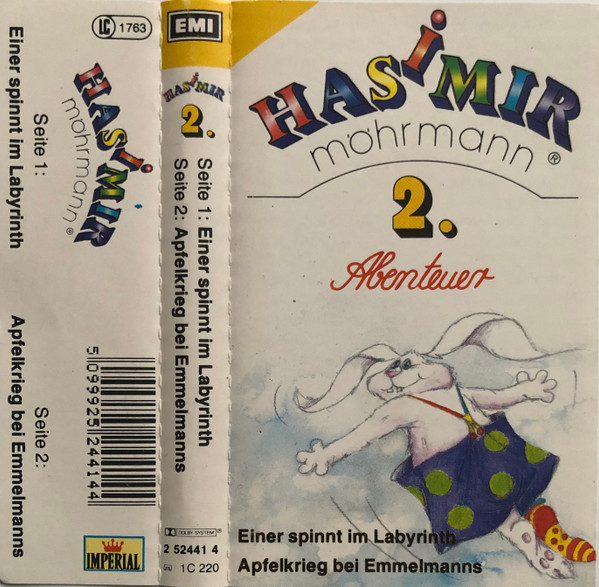 LC 1763
HASIMIR
möhrmann®
Seite 1:
Einer spinnt im Labyrinth
Seite 2:
Apfelkrieg bei Emmelmanns
5 099925 244144
IMPERIAL
EMI
HASIMIR
2.
Seite 1: Einer spinnt im Labyrinth
Seite 2: Apfelkrieg bei Emmelmanns
DOLBY SYSTEM®
2 52441 4
1C 220
HASIMIR
möhrmann®
2.
Abenteuer
Einer spinnt im Labyrinth
Apfelkrieg bei Emmelmanns